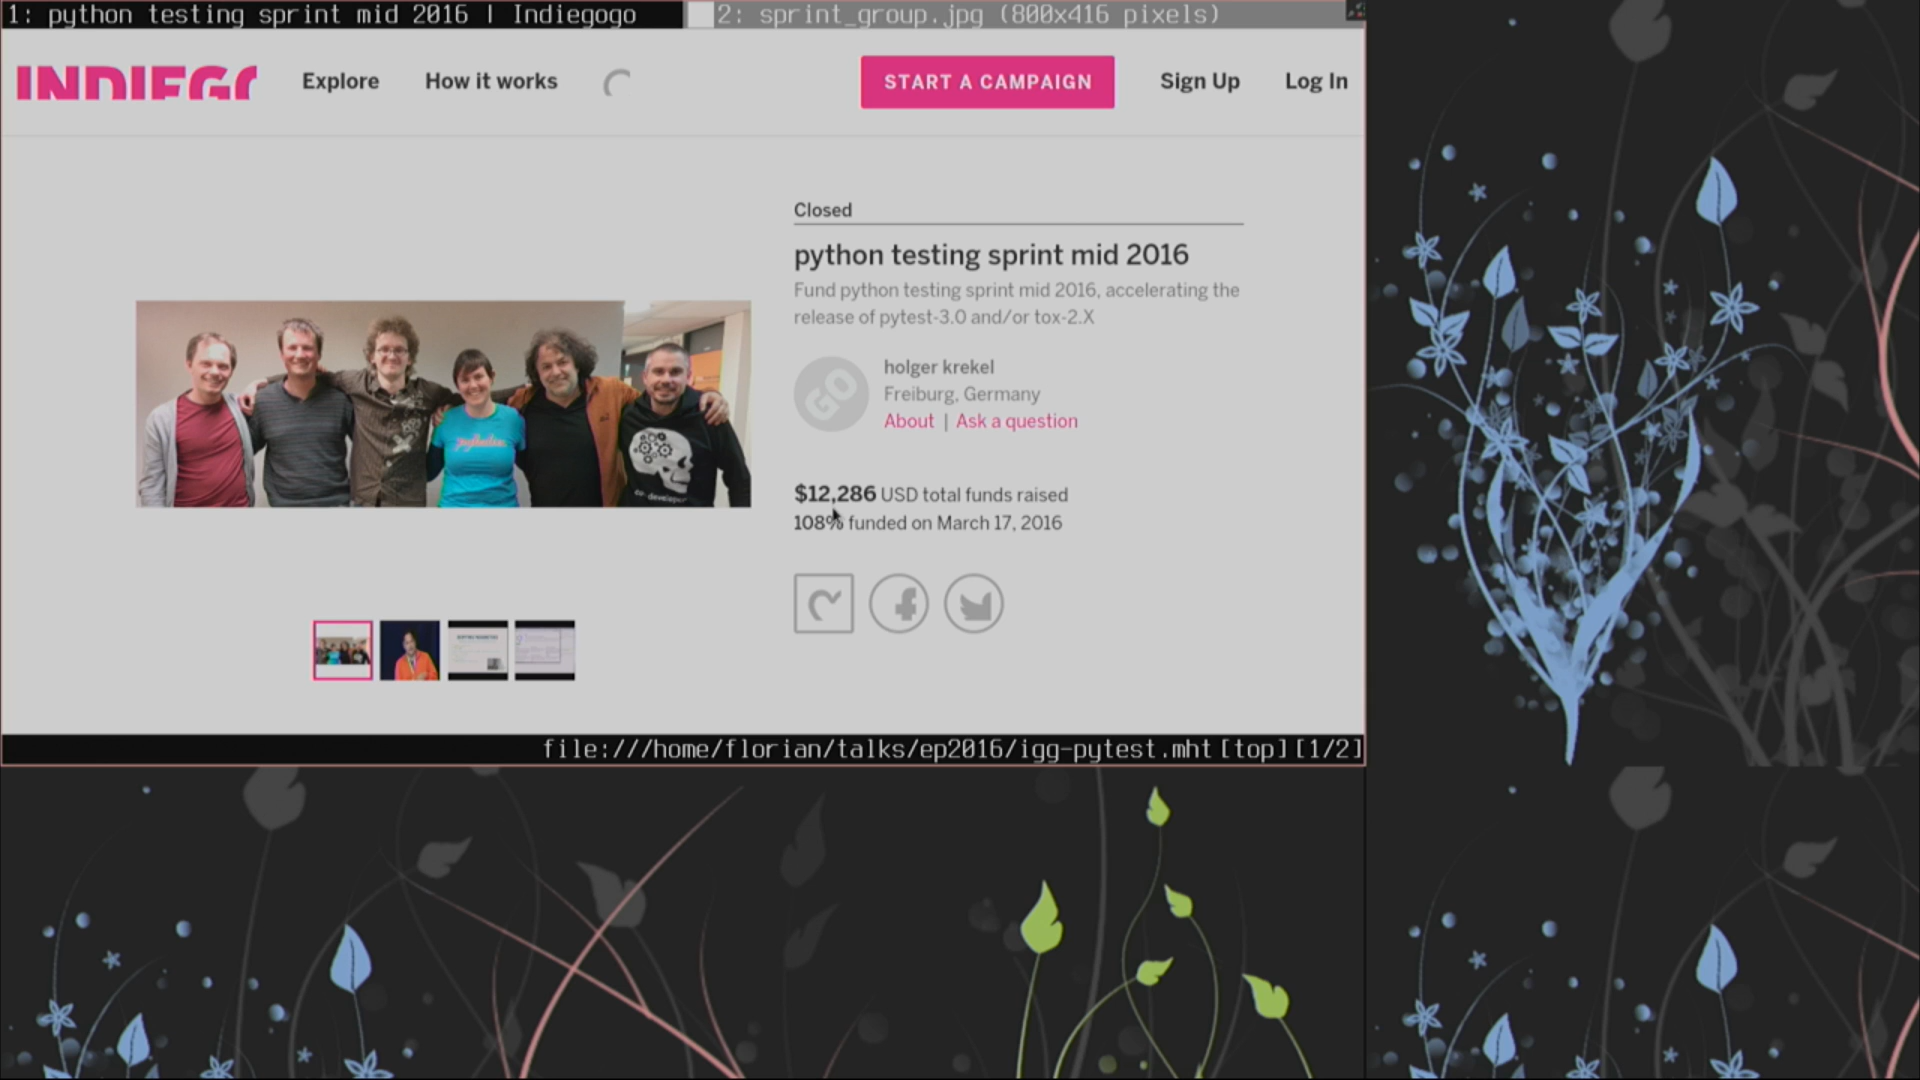 1: python testing sprint mid 2016 | Indiegogo
2: sprint_group.jpg (800x416 pixels)
Explore
How it works
START A CAMPAIGN
Sign Up
Log In
Closed
python testing sprint mid 2016
Fund python testing sprint mid 2016, accelerating the
release of pytest-3.0 and/or tox-2.X
GO
holger krekel
Freiburg, Germany
About | Ask a question
$12,286 USD total funds raised
108% funded on March 17, 2016
co-developer
file:///home/florian/talks/ep2016/igg-pytest.mht [top] [1/2]